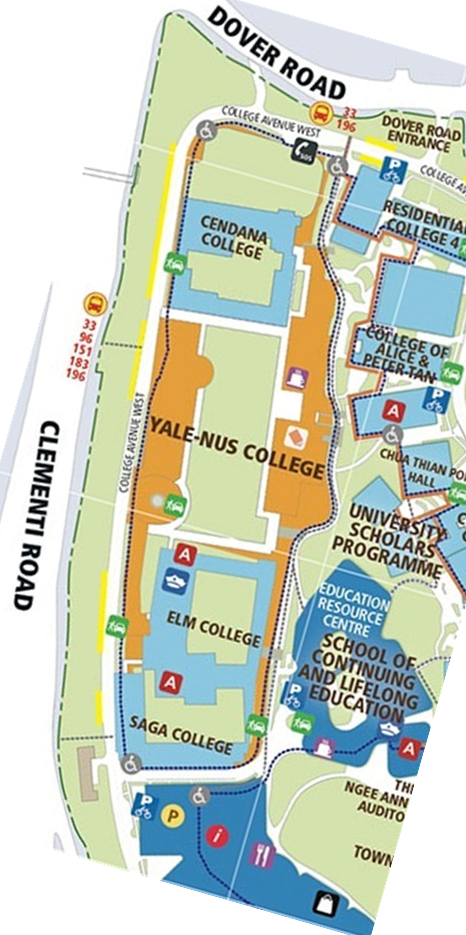 DOVER ROAD
COLLEGE AVENUE WEST
33
196
DOVER ROAD
ENTRANCE
P
COLLEGE AV
SOS
RESIDENTIAL
COLLEGE 4
CENDANA
COLLEGE
33
96
151
183
196
COLLEGE OF
ALICE &
PETER TAN
P
A
CLEMENTI ROAD
COLLEGE AVENUE WEST
YALE-NUS COLLEGE
CHUA THIAN PO
HALL
UNIVERSITY
SCHOLARS
PROGRAMME
A
EDUCATION
RESOURCE
CENTRE
ELM COLLEGE
SCHOOL OF
CONTINUING
AND LIFELONG
EDUCATION
A
P
SAGA COLLEGE
A
TH
NGEE ANN
AUDITO
P
P
i
TOWN